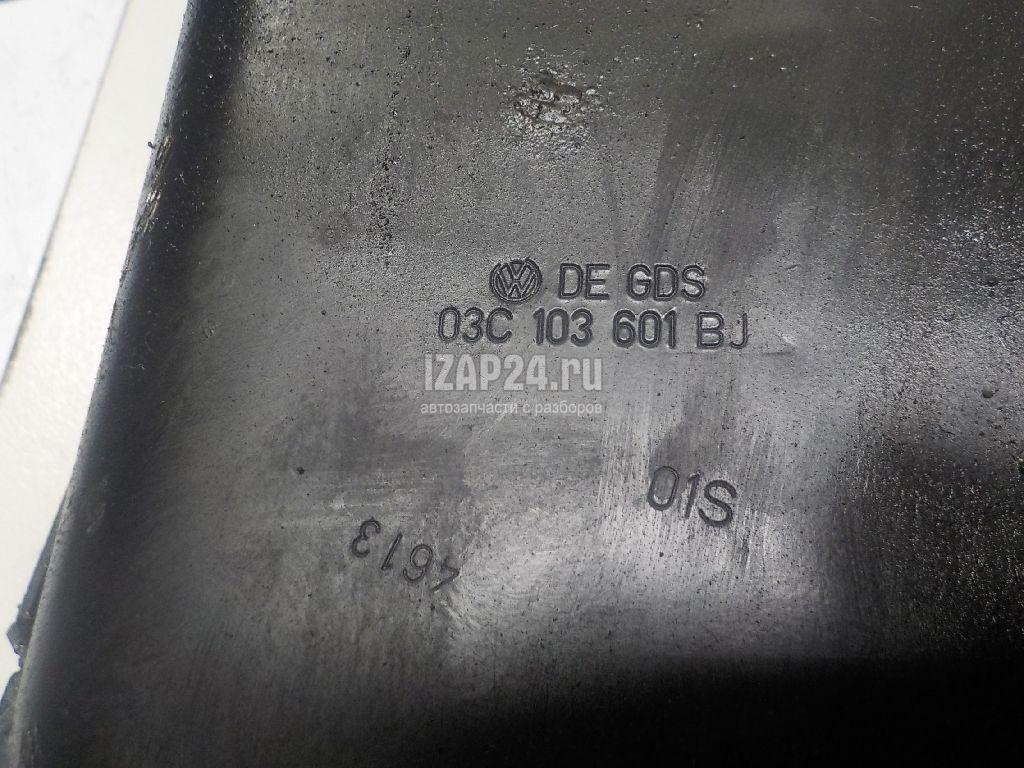 DE GDS
03C 103 601 BJ
IZAP24.ru
автозапчасти с разборов
01S
4613